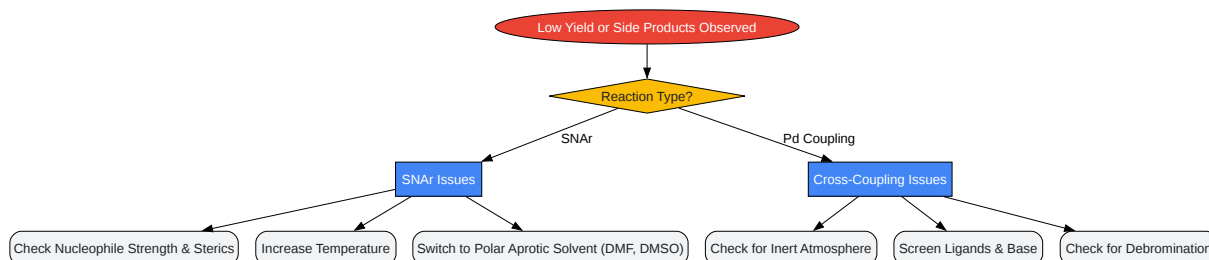 Low Yield or Side Products Observed
Reaction Type?
SNAr
Pd Coupling
SNAr Issues
Cross-Coupling Issues
Check Nucleophile Strength & Sterics
Increase Temperature
Switch to Polar Aprotic Solvent (DMF, DMSO)
Check for Inert Atmosphere
Screen Ligands & Base
Check for Debromination